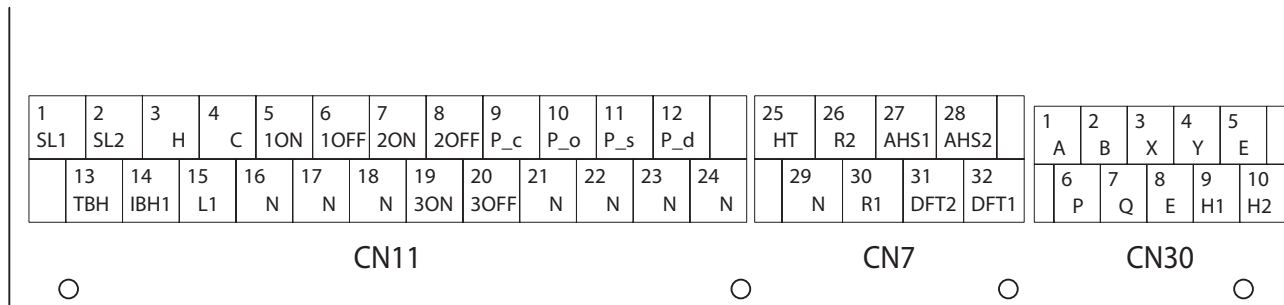 1 2 3 4 5 6 7 8 9 10 11 12
SL1 SL2 H C 1ON 1OFF 2ON 2OFF P_c P_o P_s P_d
13 14 15 16 17 18 19 20 21 22 23 24
TBH IBH1 L1 N N N 3ON 3OFF N N N N
CN11
25 26 27 28
HT R2 AHS1 AHS2
29 30 31 32
N R1 DFT2 DFT1
CN7
1 2 3 4 5
A B X Y E
6 7 8 9 10
P Q E H1 H2
CN30